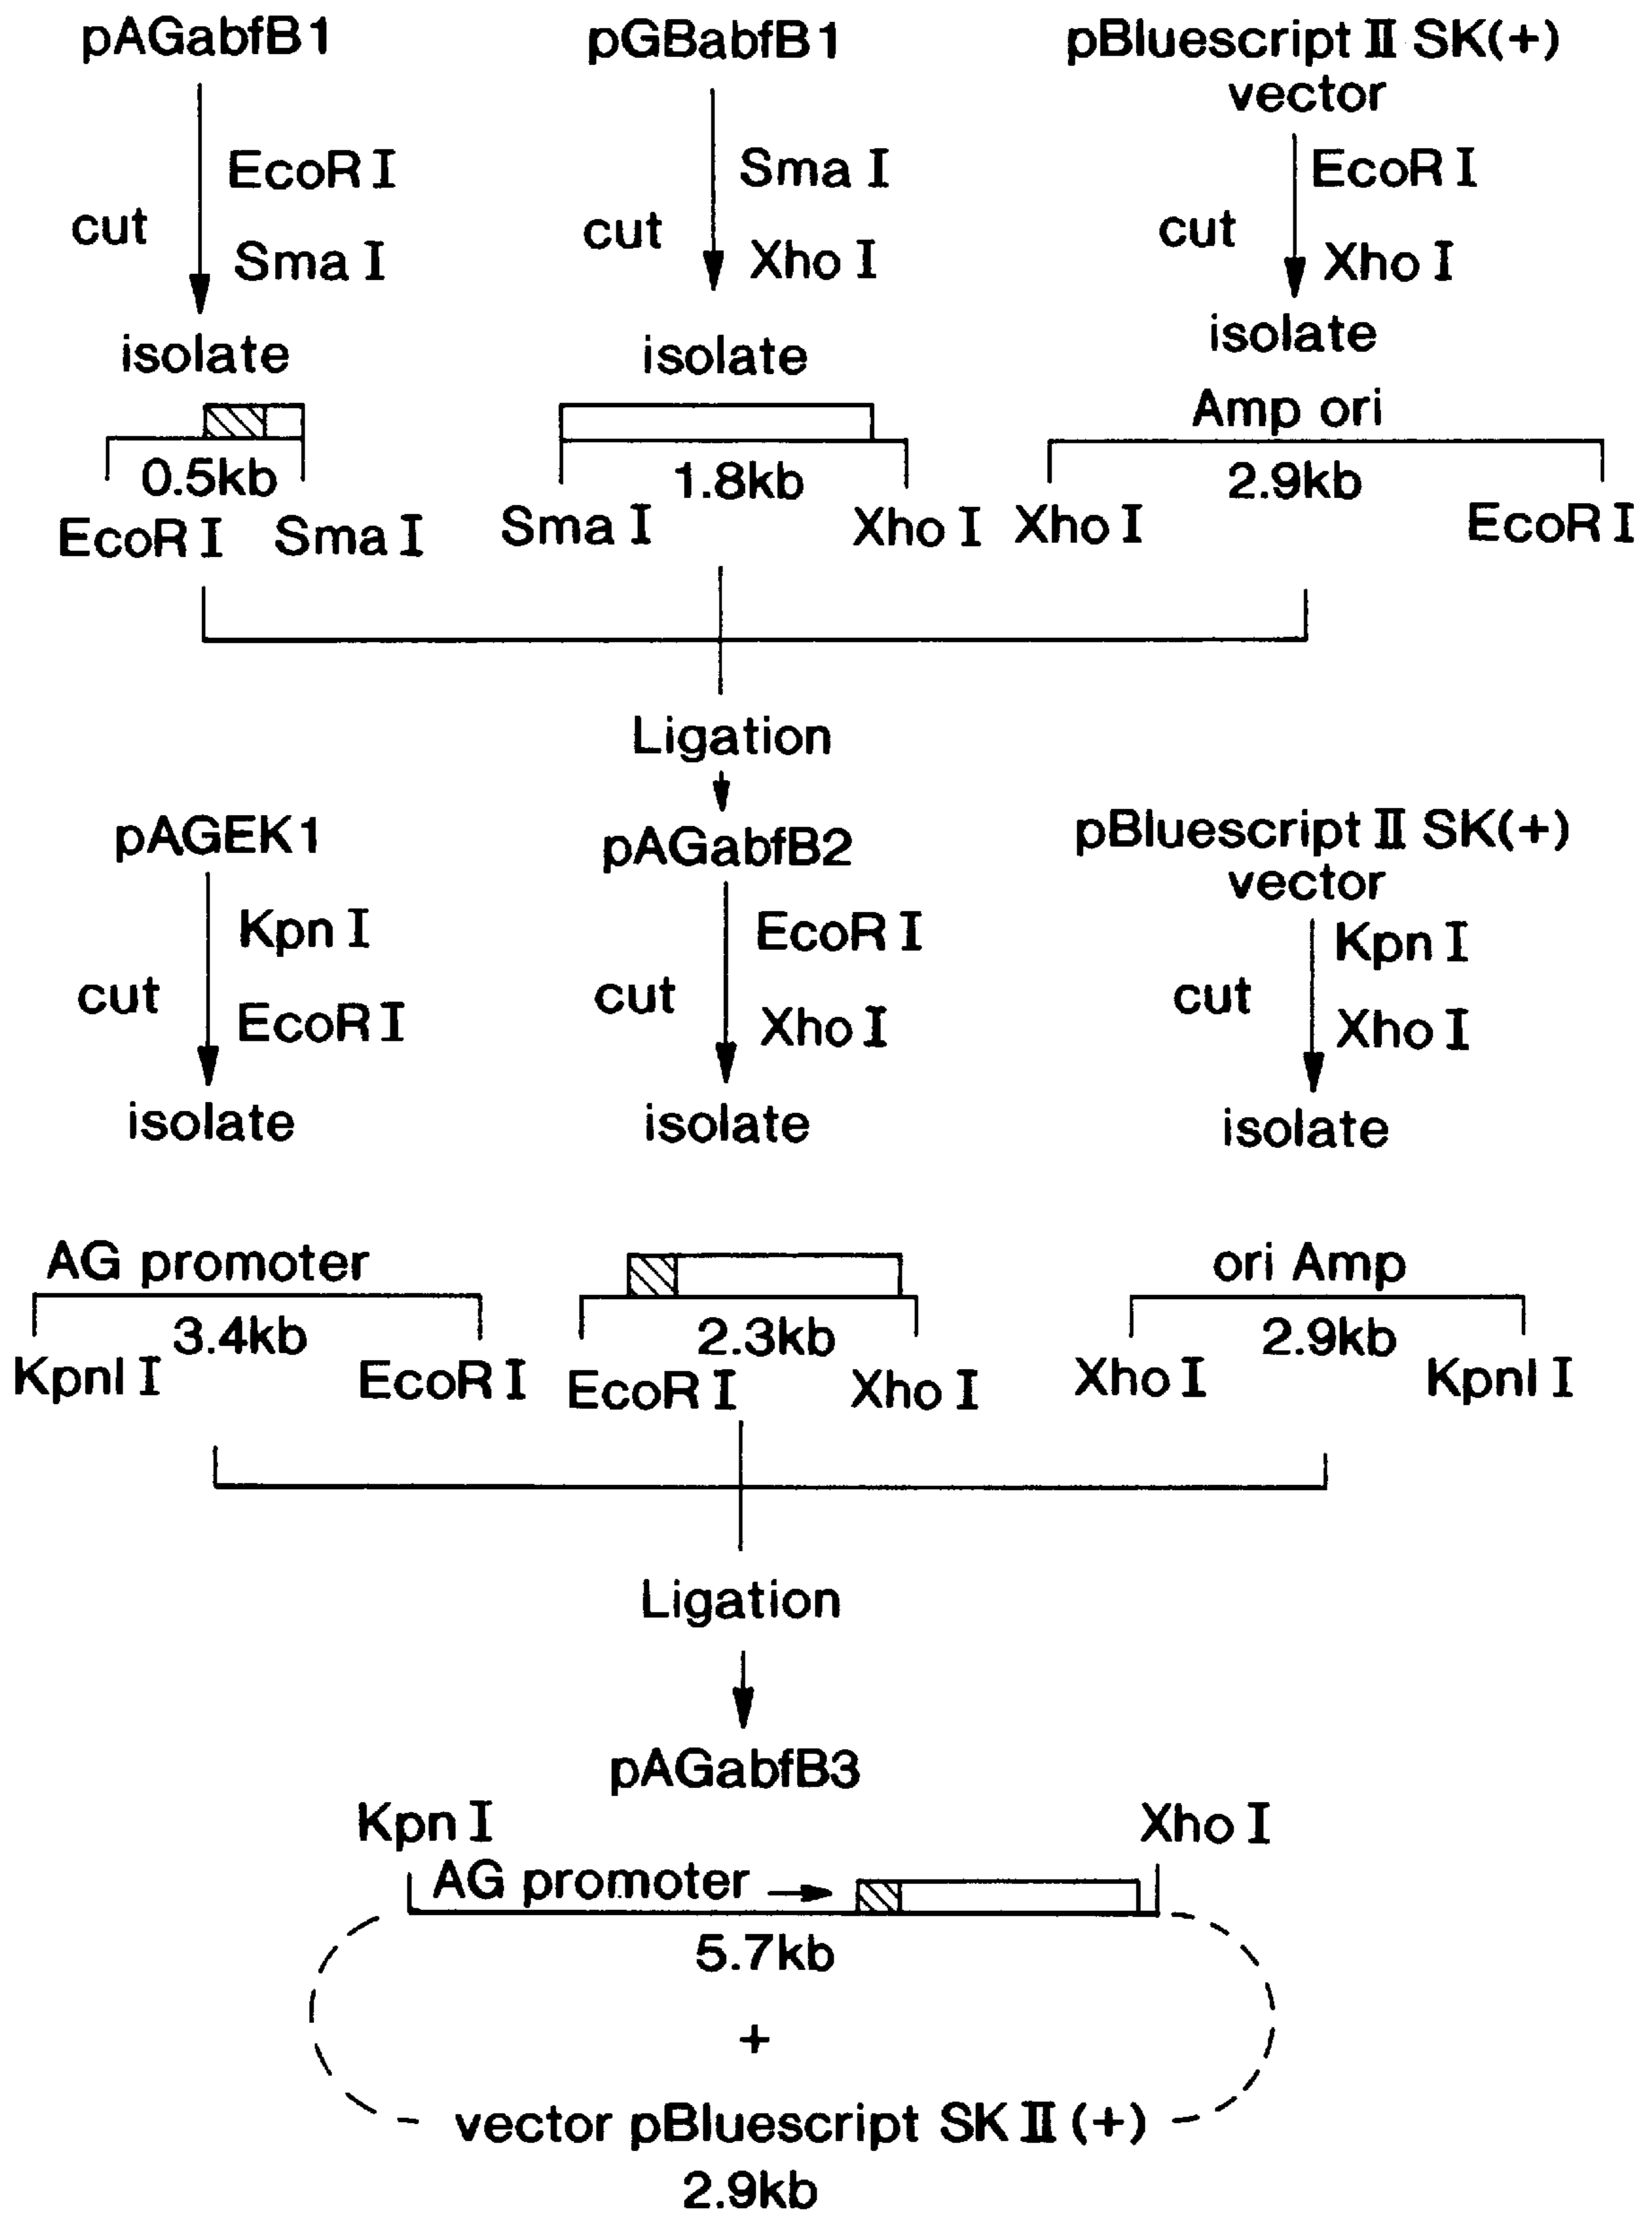 pAGabfB1
pGBabfB1
pBluescript II SK(+)
vector
EcoR I
Sma I
EcoR I
cut
cut
cut
Sma I
Xho I
Xho I
isolate
isolate
isolate
Amp ori
0.5kb
1.8kb
2.9kb
EcoR I
Sma I
Sma I
Xho I
Xho I
EcoR I
Ligation
pAGEK1
pAGabfB2
pBluescript II SK(+)
vector
Kpn I
EcoR I
Kpn I
cut
cut
cut
EcoR I
Xho I
Xho I
isolate
isolate
isolate
AG promoter
ori Amp
3.4kb
2.3kb
2.9kb
KpnI I
EcoR I
EcoR I
Xho I
Xho I
KpnI I
Ligation
pAGabfB3
Kpn I
Xho I
AG promoter
5.7kb
+
vector pBluescript SK II (+)
2.9kb